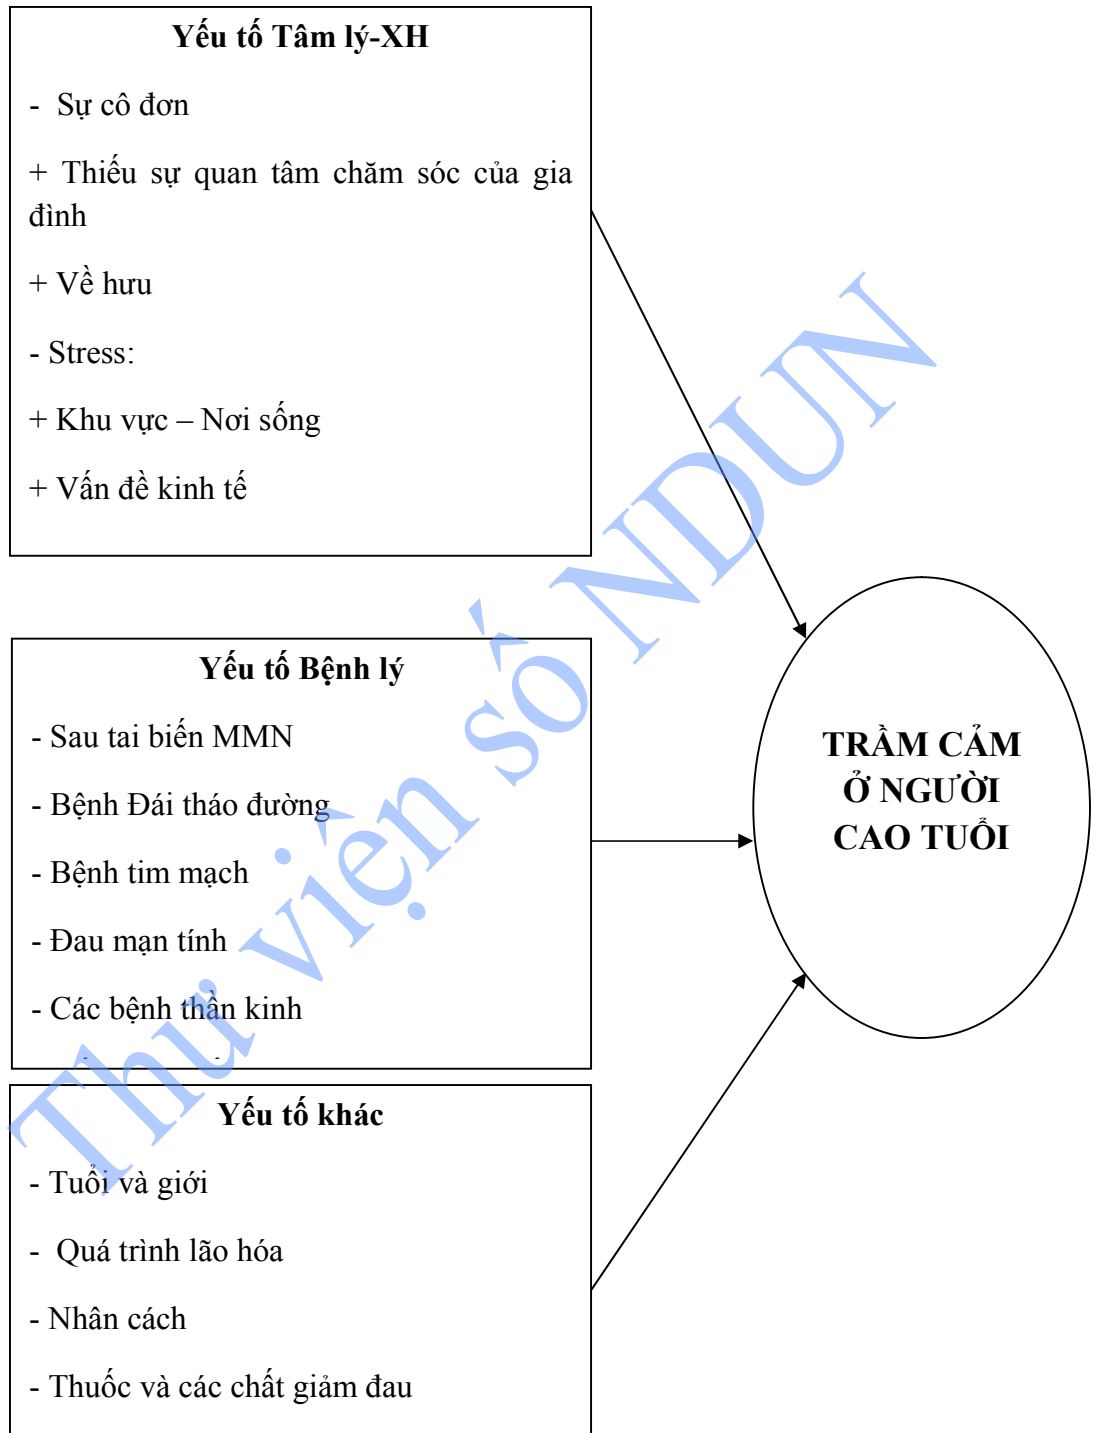 Yếu tố Tâm lý-XH
- Sự cô đơn
+ Thiếu sự quan tâm chăm sóc của gia
đình
+ Về hưu
- Stress:
+ Khu vực – Nơi sống
+ Vấn đề kinh tế
Yếu tố Bệnh lý
- Sau tai biến MMN
- Bệnh Đái tháo đường
- Bệnh tim mạch
- Đau mạn tính
- Các bệnh thần kinh
Yếu tố khác
- Tuổi và giới
- Quá trình lão hóa
- Nhân cách
- Thuốc và các chất giảm đau
TRẦM CẢM
Ở NGƯỜI
CAO TUỔI
Thư viện số NDUN